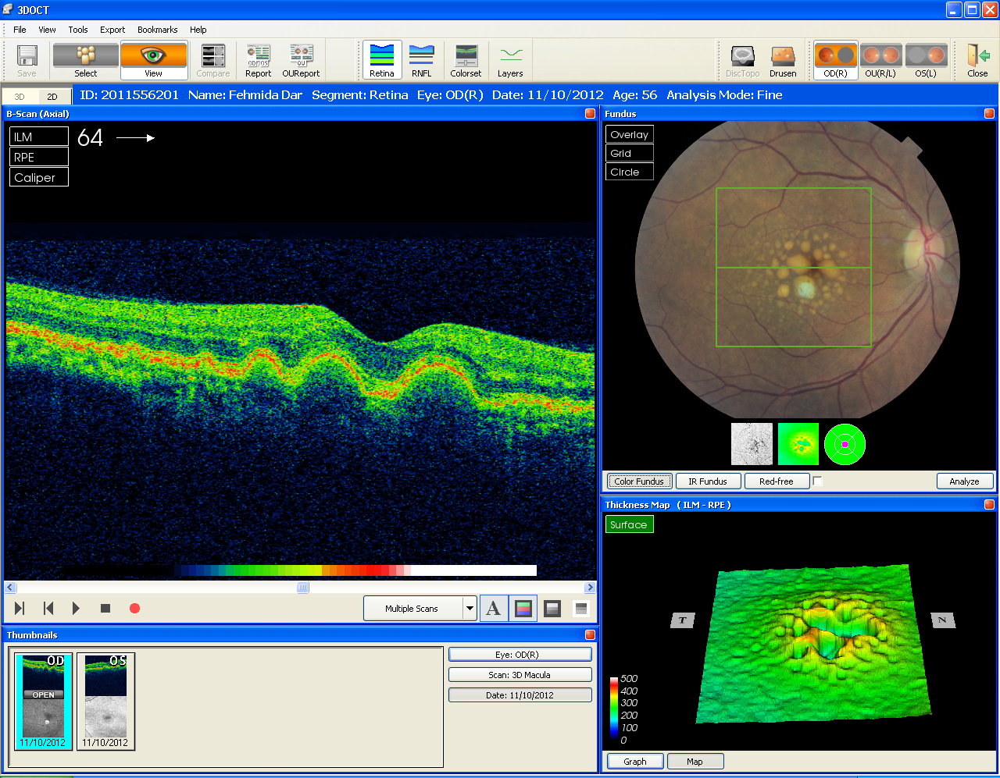 3DOCT
File View Tools Export Bookmarks Help
Save Select View Compare Report OUReport Retina RNFL Colorset Layers DiscTopo Drusen OD(R) OU(R/L) OS(L) Close
3D 2D ID: 2011556201 Name: Fehmida Dar Segment: Retina Eye: OD(R) Date: 11/10/2012 Age: 56 Analysis Mode: Fine
B-Scan (Axial)
ILM
RPE
Caliper
64
Fundus
Overlay
Grid
Circle
Color Fundus IR Fundus Red-free Analyze
Multiple Scans A
Thickness Map ( ILM - RPE )
Surface
T N
500
400
300
200
100
0
Graph Map
Thumbnails
OD OS
OPEN
11/10/2012 11/10/2012
Eye: OD(R)
Scan: 3D Macula
Date: 11/10/2012